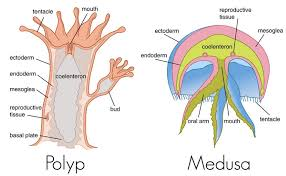 tentacle
mouth
ectoderm
endoderm
mesoglea
reproductive
tissue
basal plate
coelenteron
bud
Polyp
reproductive
tissue
mesoglea
endoderm
ectoderm
coelenteron
oral arm
mouth
tentacle
Medusa